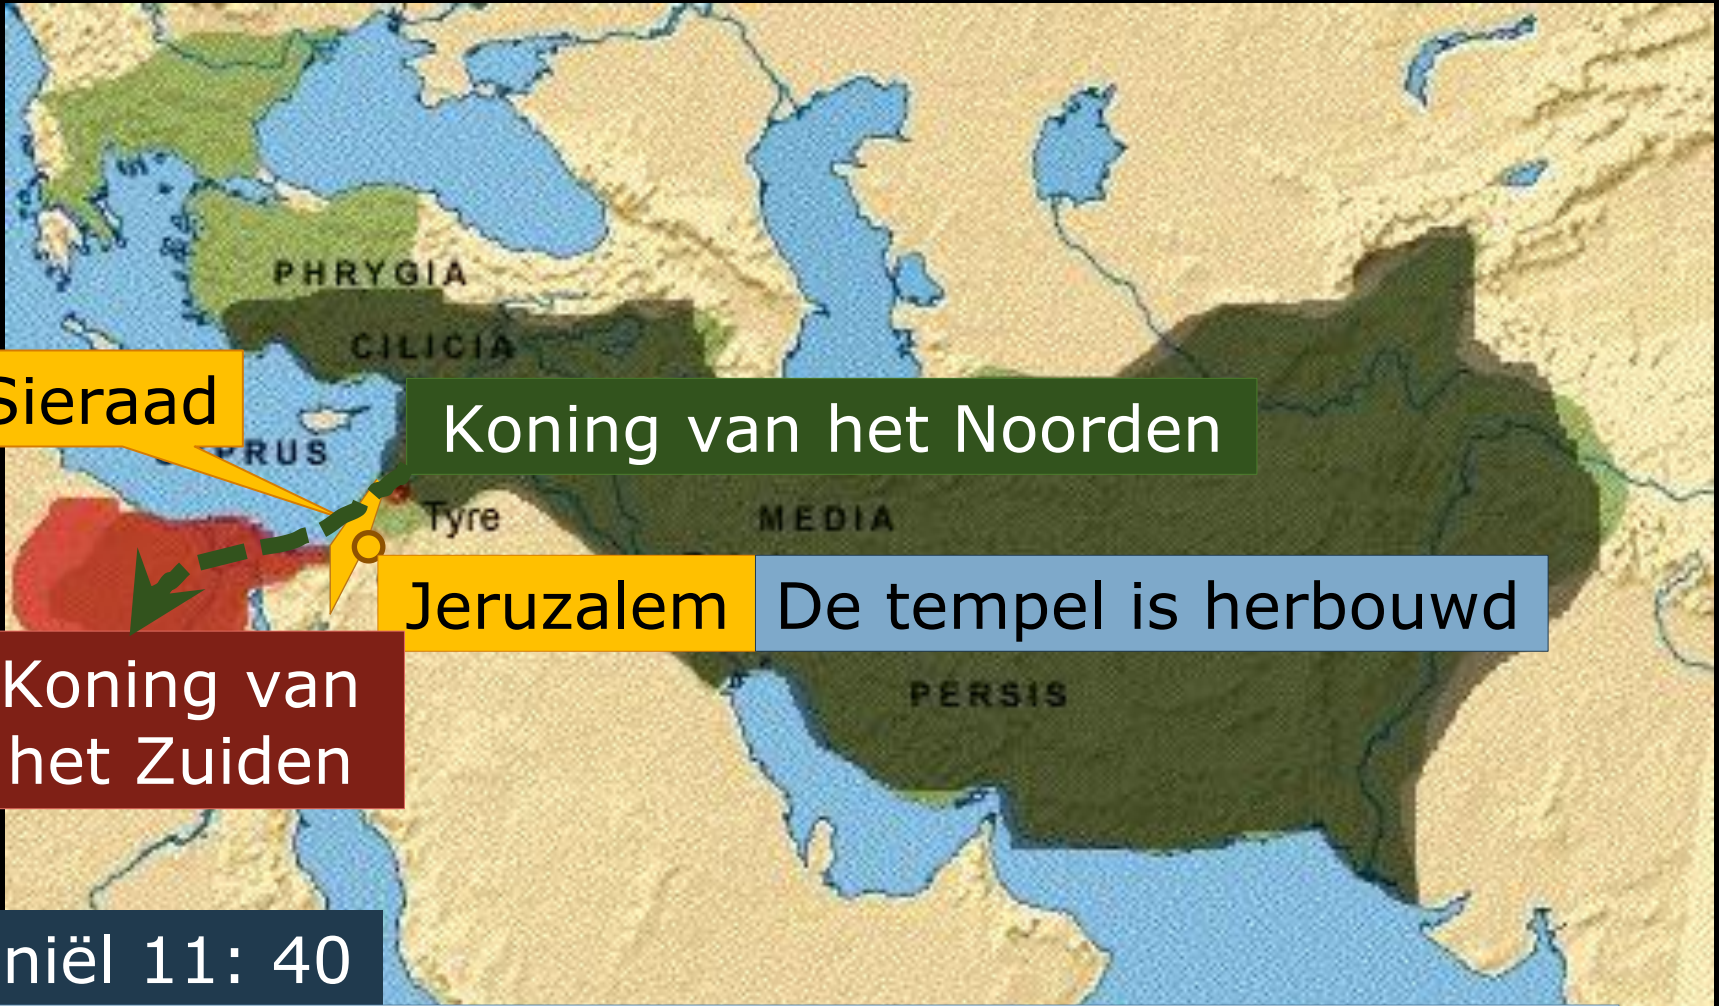 PHRYGIA
CILICIA
Sieraad
Koning van het Noorden
Tyre
MEDIA
Jeruzalem
De tempel is herbouwd
Koning van
het Zuiden
PERSIS
niël 11: 40